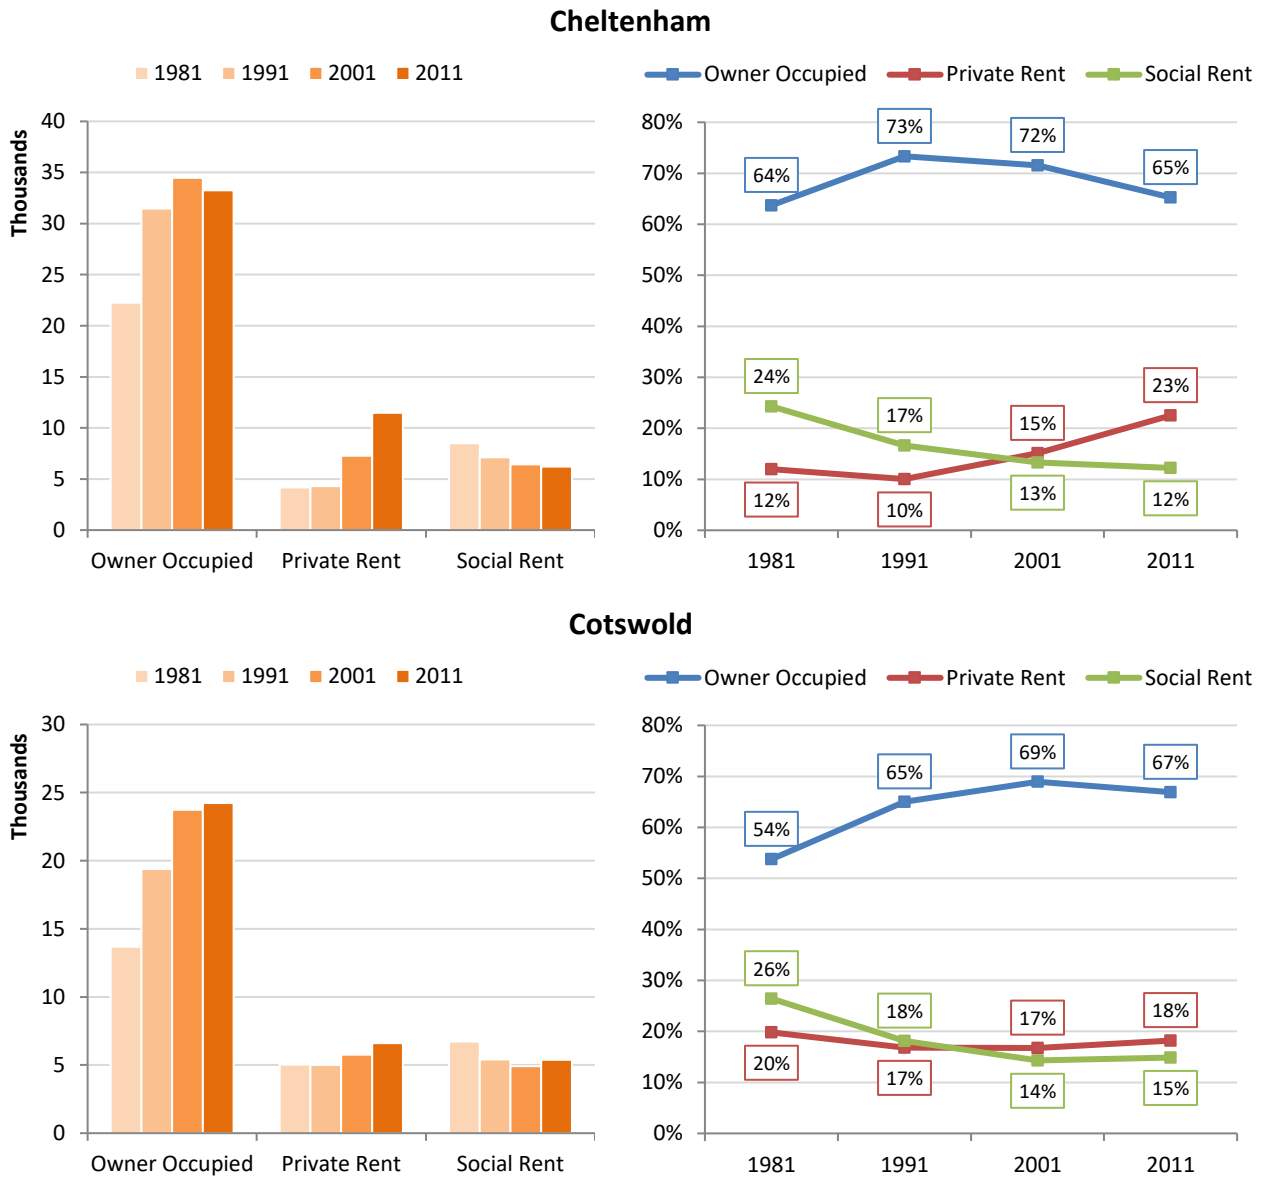 Cheltenham
1981 1991 2001 2011
Thousands
40
35
30
25
20
15
10
5
0
Owner Occupied Private Rent Social Rent
Owner Occupied Private Rent Social Rent
80%
70%
60%
50%
40%
30%
20%
10%
0%
64% 73% 72% 65%
24% 17% 15% 23%
12% 10% 13% 12%
1981 1991 2001 2011
Cotswold
1981 1991 2001 2011
Thousands
30
25
20
15
10
5
0
Owner Occupied Private Rent Social Rent
Owner Occupied Private Rent Social Rent
80%
70%
60%
50%
40%
30%
20%
10%
0%
54% 65% 69% 67%
26% 18% 17% 18%
20% 17% 14% 15%
1981 1991 2001 2011